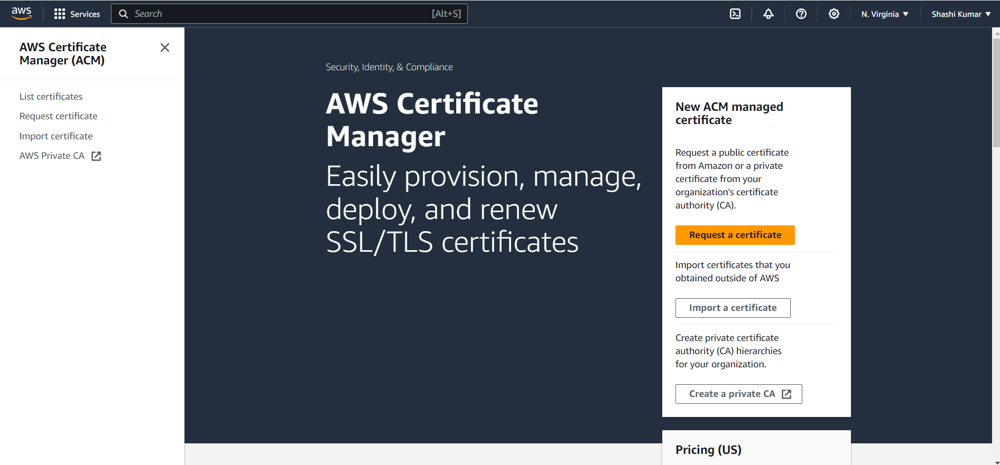 aws
Services
Search
[Alt+S]
N. Virginia
Shashi Kumar
AWS Certificate
Manager (ACM)
List certificates
Request certificate
Import certificate
AWS Private CA
Security, Identity, & Compliance
AWS Certificate
Manager
Easily provision, manage,
deploy, and renew
SSL/TLS certificates
New ACM managed
certificate
Request a public certificate
from Amazon or a private
certificate from your
organization's certificate
authority (CA).
Request a certificate
Import certificates that you
obtained outside of AWS
Import a certificate
Create private certificate
authority (CA) hierarchies
for your organization.
Create a private CA
Pricing (US)